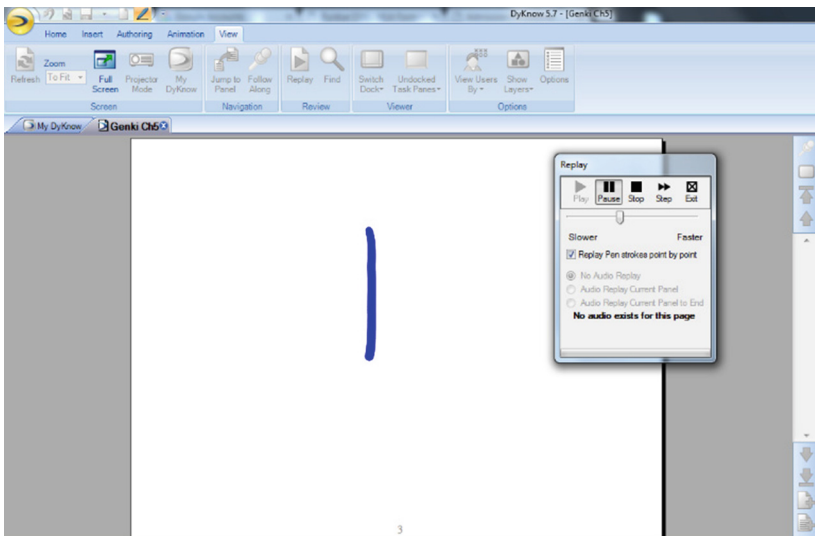 DyKnow 5.7 - [Genki Ch5]
Home Insert Authoring Animation View
Refresh
Zoom
To Fit
Full Screen
Projector Mode
My DyKnow
Screen
Jump to Panel
Follow Along
Navigation
Replay
Find
Review
Switch Dock
Undocked Task Panes
Viewer
View Users By
Show Layers
Options
Options
My DyKnow
Genki Ch5
Replay
Play Pause Stop Step Exit
Slower Faster
Replay Pen strokes point by point
No Audio Replay
Audio Replay Current Panel
Audio Replay Current Panel to End
No audio exists for this page
3